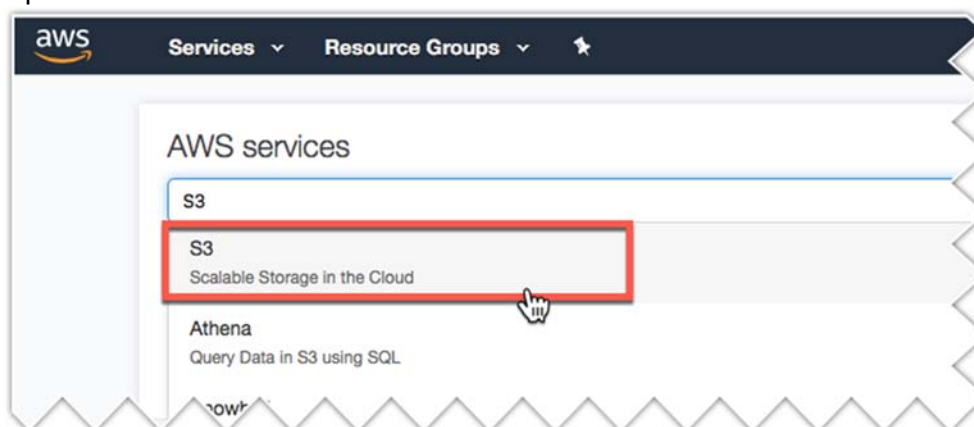 aws
Services
Resource Groups
AWS services
S3
S3
Scalable Storage in the Cloud
Athena
Query Data in S3 using SQL